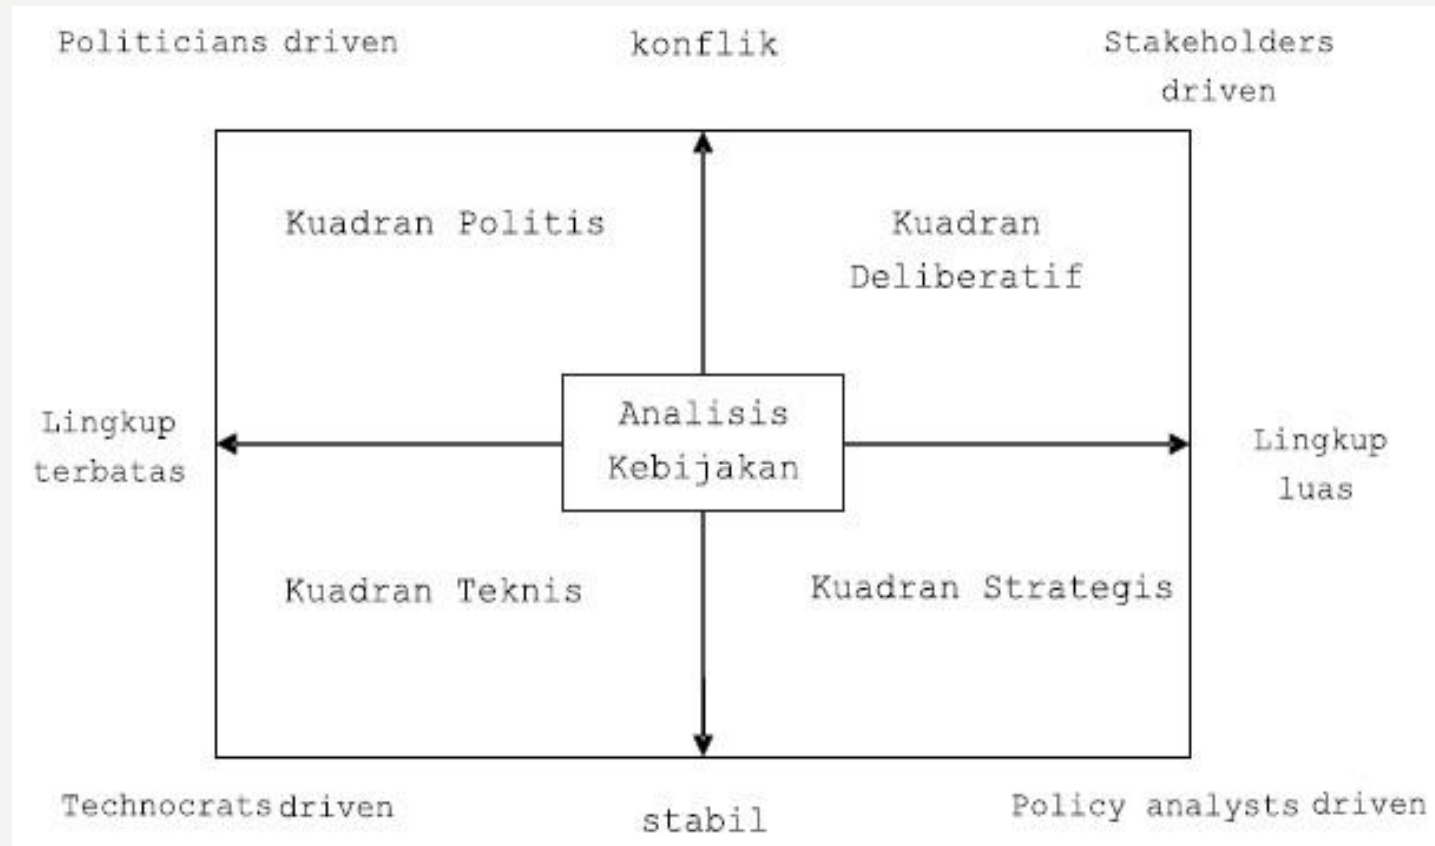 Politicians driven
konflik
Stakeholders
driven
Kuadran Politis
Kuadran
Deliberatif
Lingkup
terbatas
Analisis
Kebijakan
Lingkup
luas
Kuadran Teknis
Kuadran Strategis
Technocrats driven
stabil
Policy analysts driven